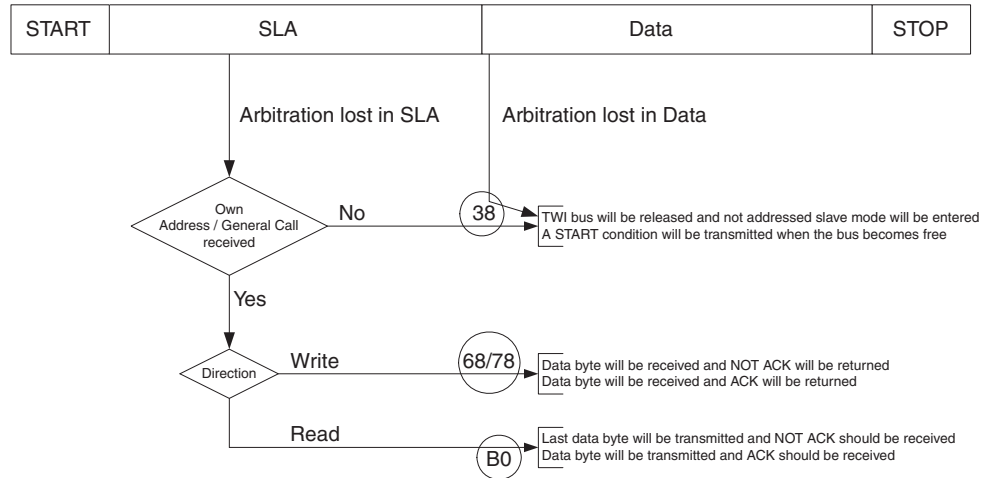 START SLA Data STOP
Arbitration lost in SLA Arbitration lost in Data
Own
Address / General Call
received
No
38
TWI bus will be released and not addressed slave mode will be entered
A START condition will be transmitted when the bus becomes free
Yes
Direction
Write
68/78
Data byte will be received and NOT ACK will be returned
Data byte will be received and ACK will be returned
Read
B0
Last data byte will be transmitted and NOT ACK should be received
Data byte will be transmitted and ACK should be received